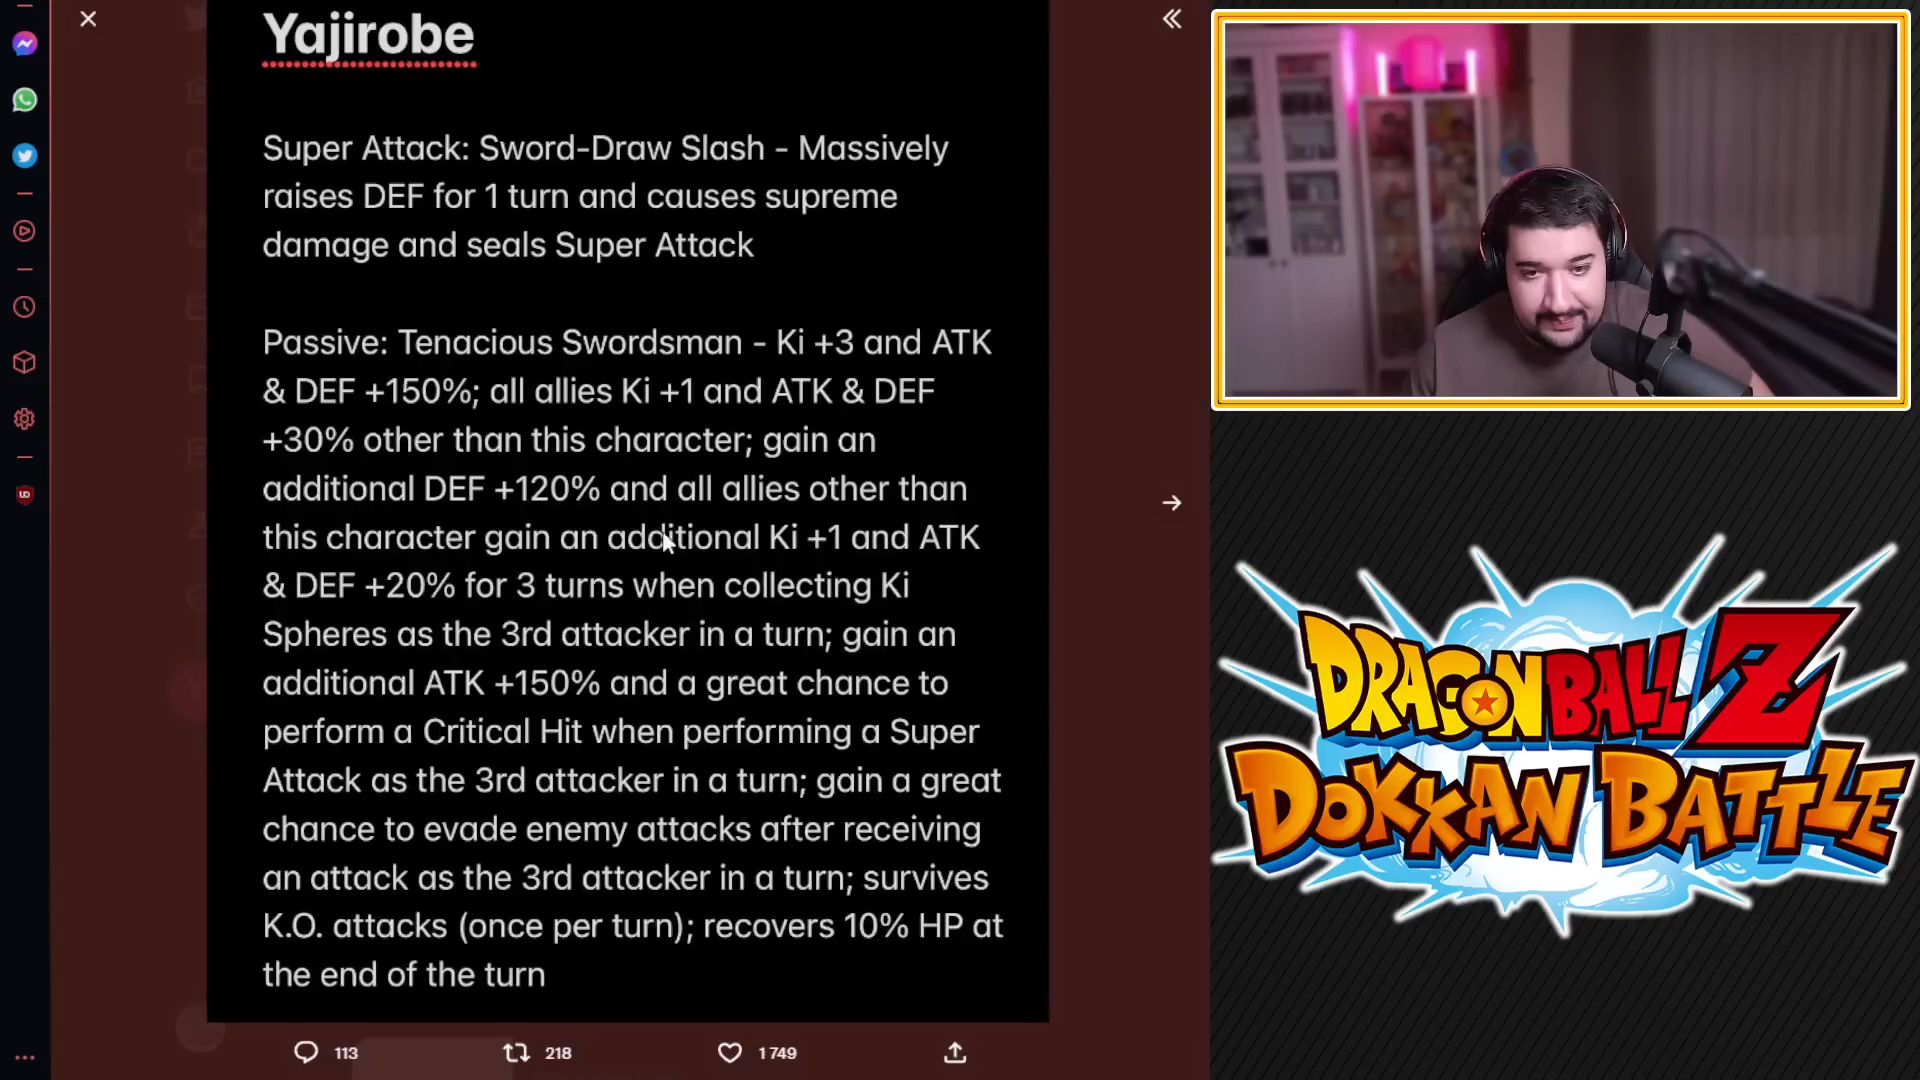 Yajirobe
Super Attack: Sword-Draw Slash - Massively
raises DEF for 1 turn and causes supreme
damage and seals Super Attack
Passive: Tenacious Swordsman - Ki +3 and ATK
& DEF +150%; all allies Ki +1 and ATK & DEF
+30% other than this character; gain an
additional DEF +120% and all allies other than
this character gain an additional Ki +1 and ATK
& DEF +20% for 3 turns when collecting Ki
Spheres as the 3rd attacker in a turn; gain an
additional ATK +150% and a great chance to
perform a Critical Hit when performing a Super
Attack as the 3rd attacker in a turn; gain a great
chance to evade enemy attacks after receiving
an attack as the 3rd attacker in a turn; survives
K.O. attacks (once per turn); recovers 10% HP at
the end of the turn
113
218
1 749
UD
DRAGON BALL Z
DOKKAN BATTLE